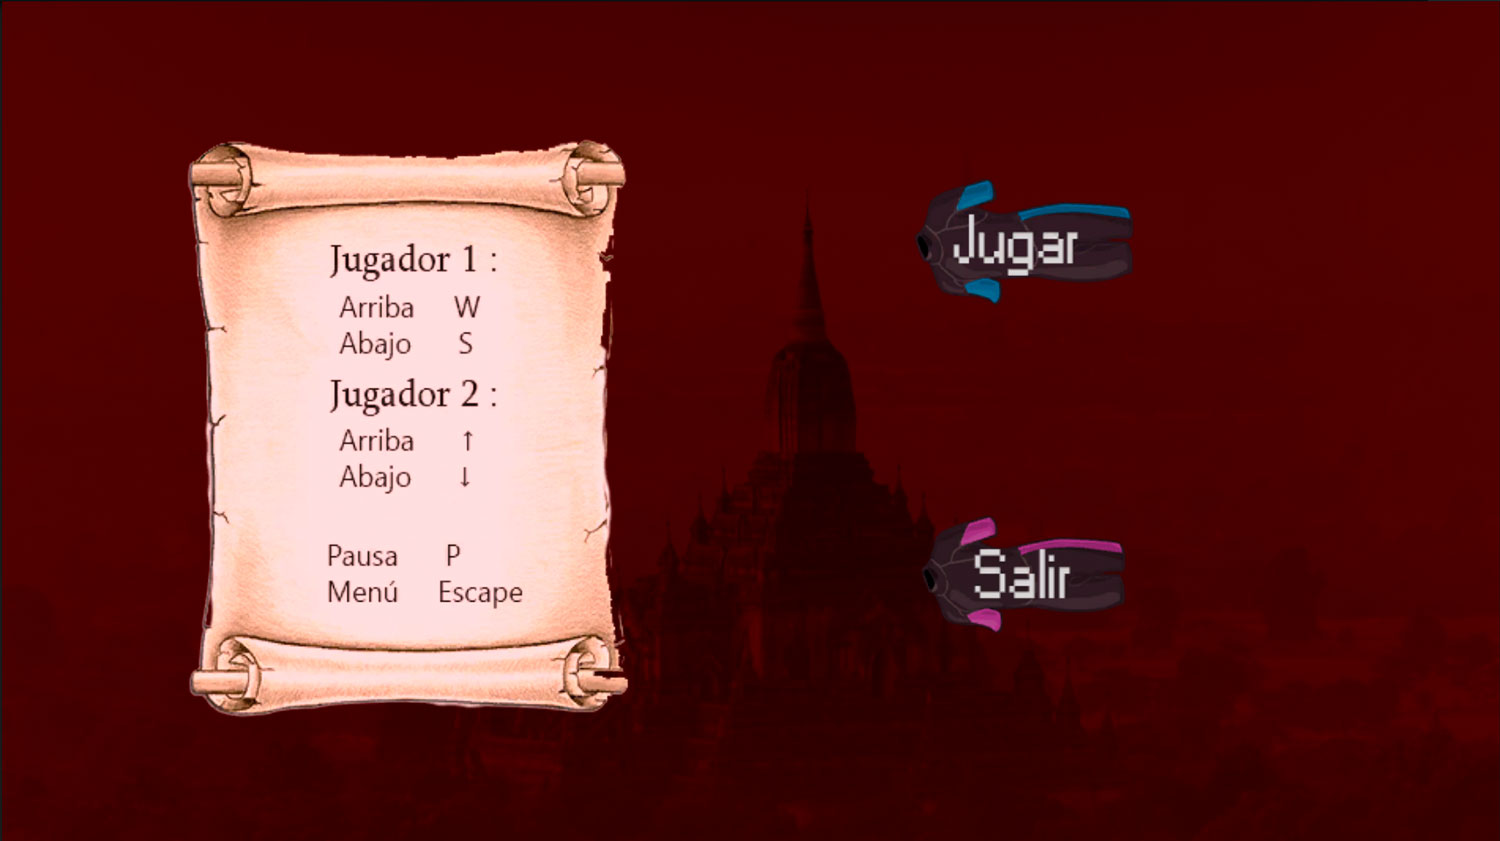 Jugador 1 :
Arriba W
Abajo S
Jugador 2 :
Arriba ↑
Abajo ↓
Pausa P
Menú Escape
Jugar
Salir